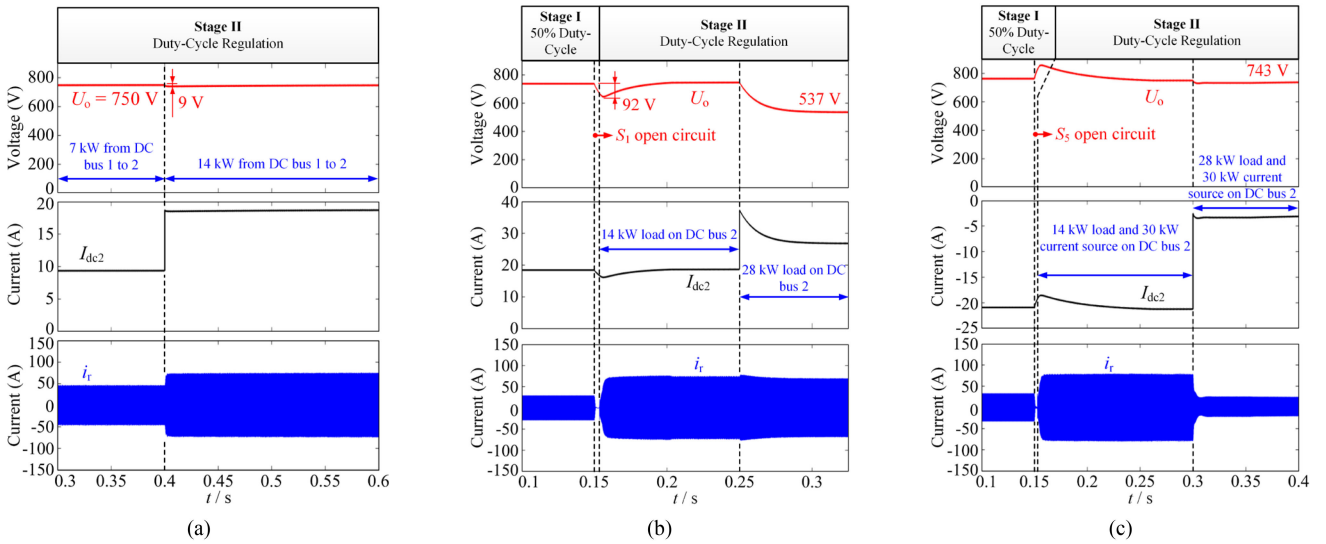 Stage II
Duty-Cycle Regulation
Voltage (V)
800
600
400
200
0
Uo = 750 V
9 V
7 kW from DC
bus 1 to 2
14 kW from DC bus 1 to 2
Current (A)
20
15
10
5
0
Idc2
Current (A)
150
100
50
0
-50
-100
-150
ir
0.3 0.4 0.5 0.6
t / s
(a)
Stage I
50% Duty-
Cycle
Stage II
Duty-Cycle Regulation
Voltage (V)
800
600
400
200
0
92 V
Uo
537 V
S1 open circuit
Current (A)
40
30
20
10
0
14 kW load on DC bus 2
Idc2
28 kW load on DC
bus 2
Current (A)
150
100
50
0
-50
-100
-150
ir
0.1 0.15 0.2 0.25 0.3
t / s
(b)
Stage I
50% Duty-
Cycle
Stage II
Duty-Cycle Regulation
Voltage (V)
800
600
400
200
0
743 V
Uo
S5 open circuit
28 kW load and
30 kW current
source on DC bus 2
Current (A)
0
-5
-10
-15
-20
-25
14 kW load and 30 kW
current source on DC bus 2
Idc2
Current (A)
150
100
50
0
-50
-100
-150
ir
0.1 0.15 0.2 0.25 0.3 0.35 0.4
t / s
(c)